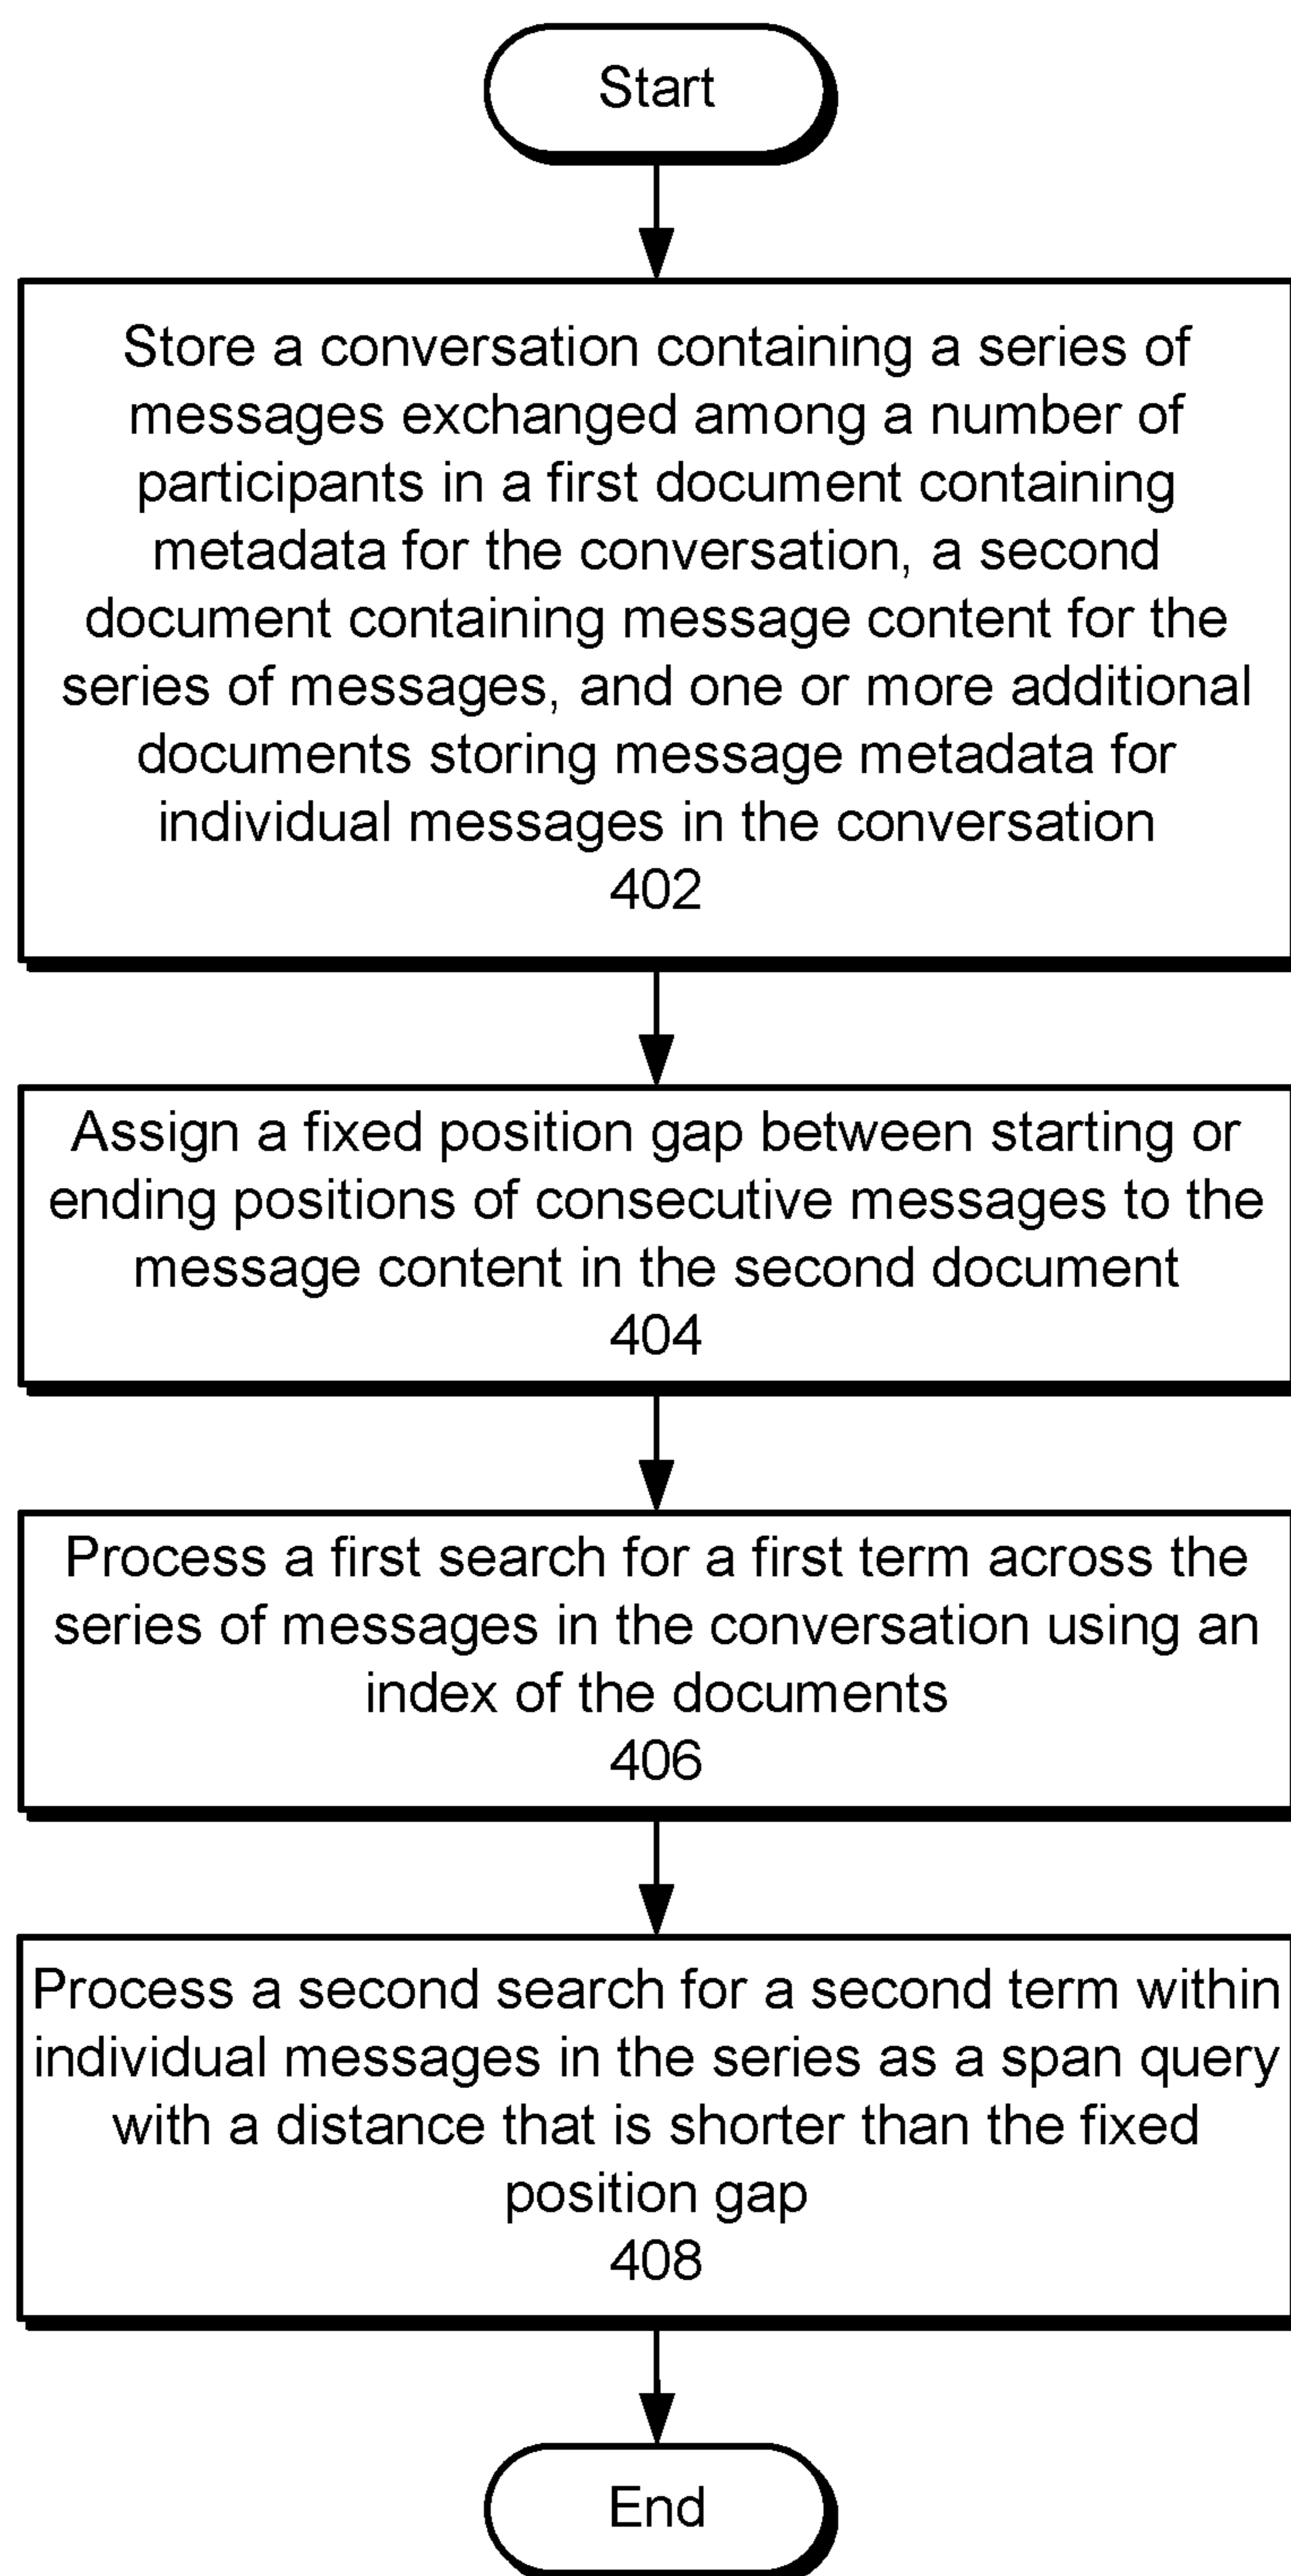 Start
Store a conversation containing a series of
messages exchanged among a number of
participants in a first document containing
metadata for the conversation, a second
document containing message content for the
series of messages, and one or more additional
documents storing message metadata for
individual messages in the conversation
402
Assign a fixed position gap between starting or
ending positions of consecutive messages to the
message content in the second document
404
Process a first search for a first term across the
series of messages in the conversation using an
index of the documents
406
Process a second search for a second term within
individual messages in the series as a span query
with a distance that is shorter than the fixed
position gap
408
End